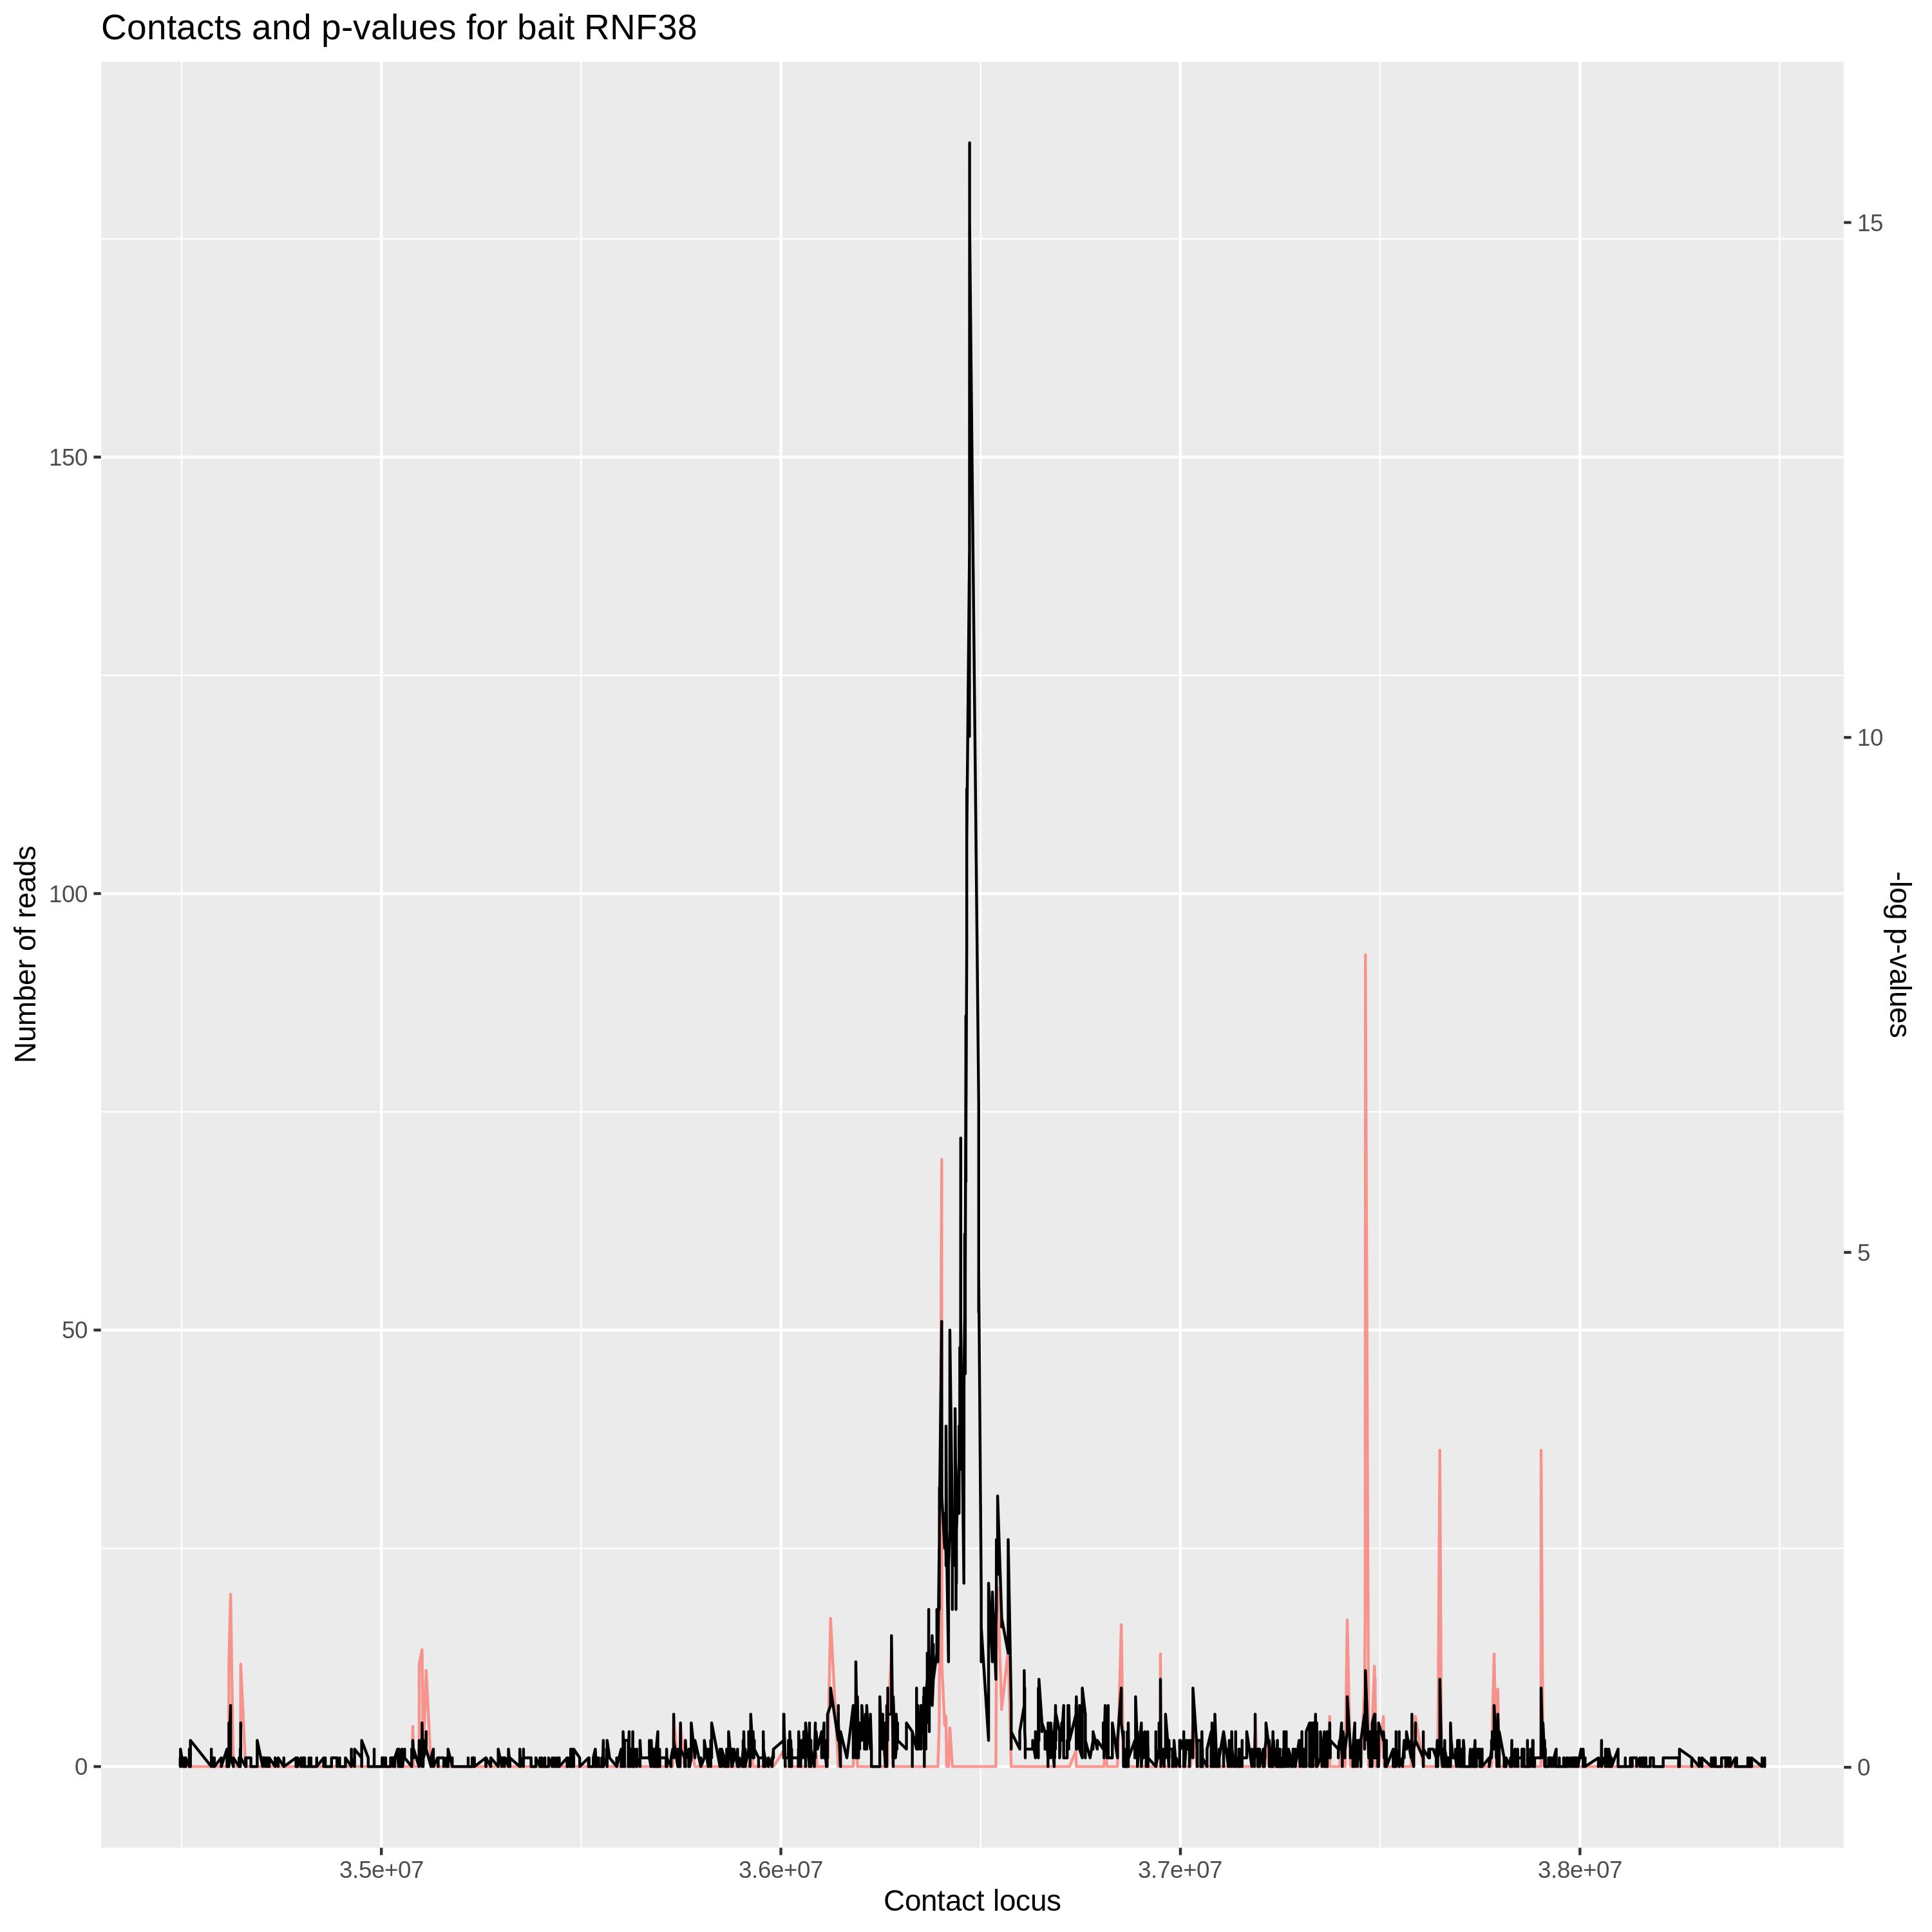 Contacts and p-values for bait RNF38
Number of reads
150
100
50
0
15
10
5
0
-log p-values
3.5e+07 3.6e+07 3.7e+07 3.8e+07
Contact locus